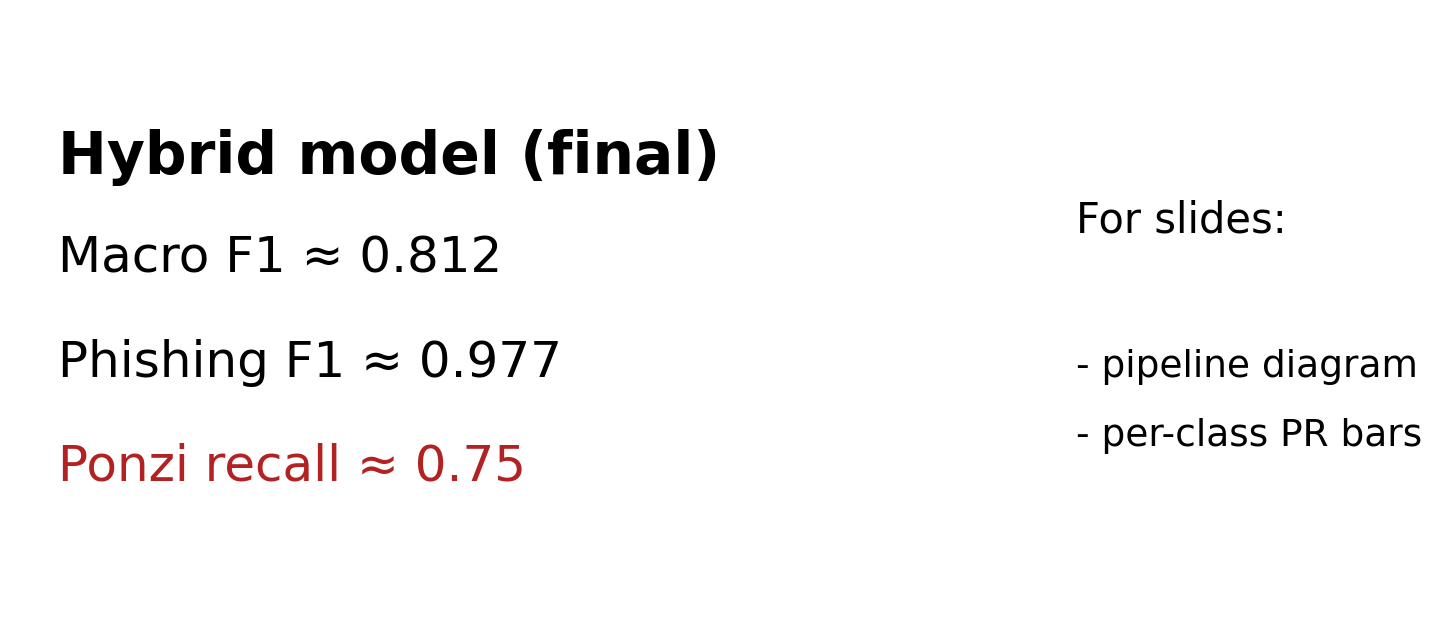 Hybrid model (final)
Macro F1 ≈ 0.812
Phishing F1 ≈ 0.977
Ponzi recall ≈ 0.75
For slides:
- pipeline diagram
- per-class PR bars